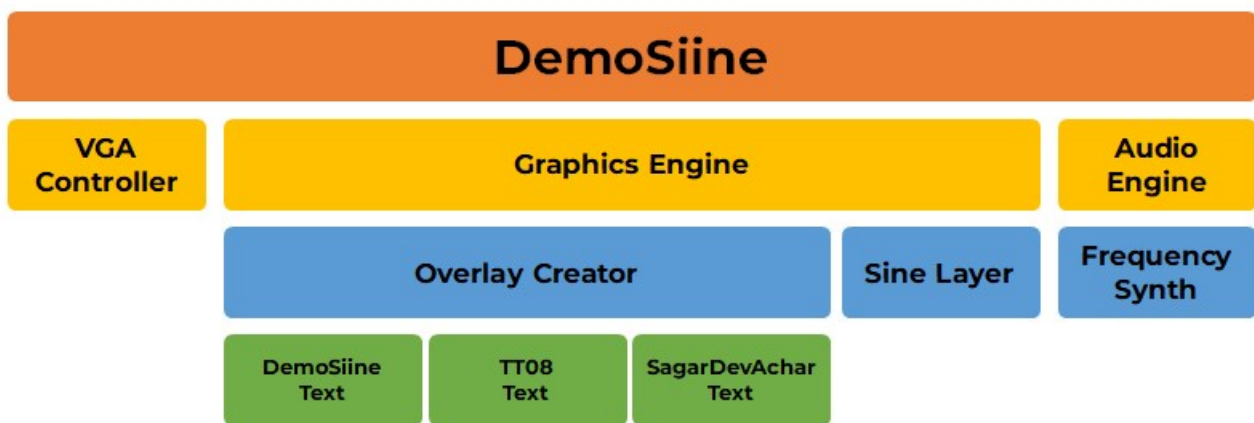 DemoSiine
VGA
Controller
Graphics Engine
Audio
Engine
Overlay Creator
Sine Layer
Frequency
Synth
DemoSiine
Text
TT08
Text
SagarDevAchar
Text